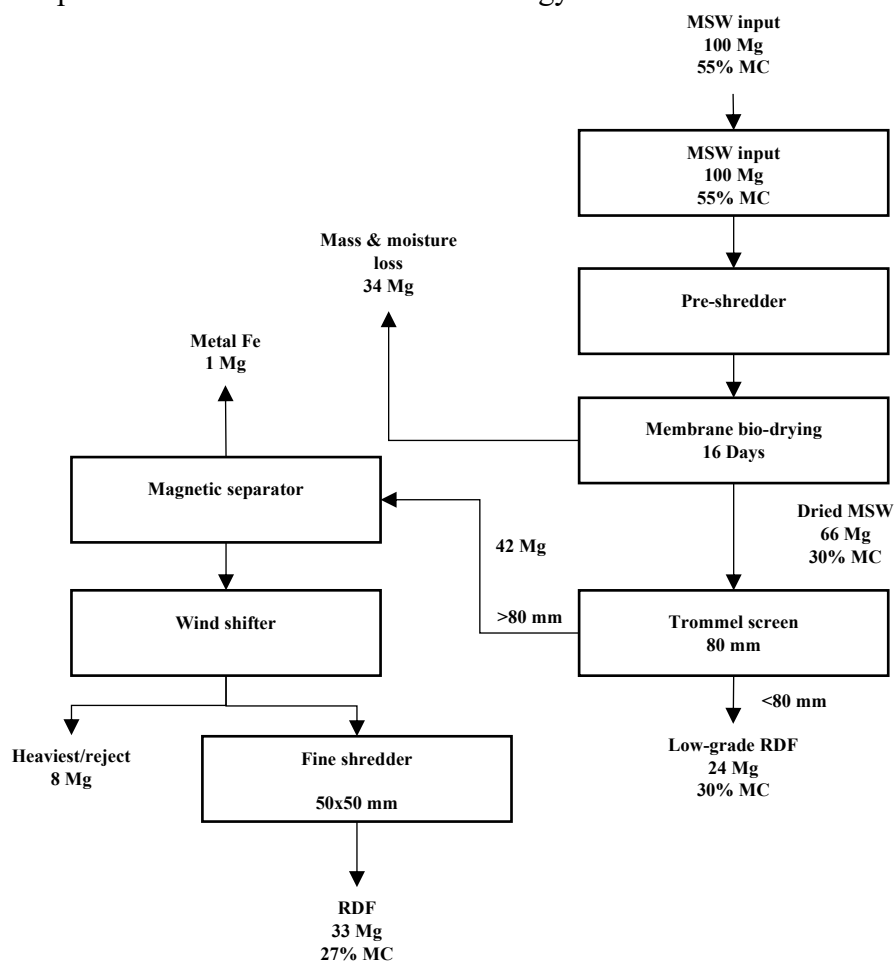 MSW input
100 Mg
55% MC
MSW input
100 Mg
55% MC
Mass & moisture
loss
34 Mg
Pre-shredder
Metal Fe
1 Mg
Membrane bio-drying
16 Days
Magnetic separator
Dried MSW
66 Mg
30% MC
42 Mg
>80 mm
Wind shifter
Trommel screen
80 mm
<80 mm
Heaviest/reject
8 Mg
Fine shredder
50x50 mm
Low-grade RDF
24 Mg
30% MC
RDF
33 Mg
27% MC